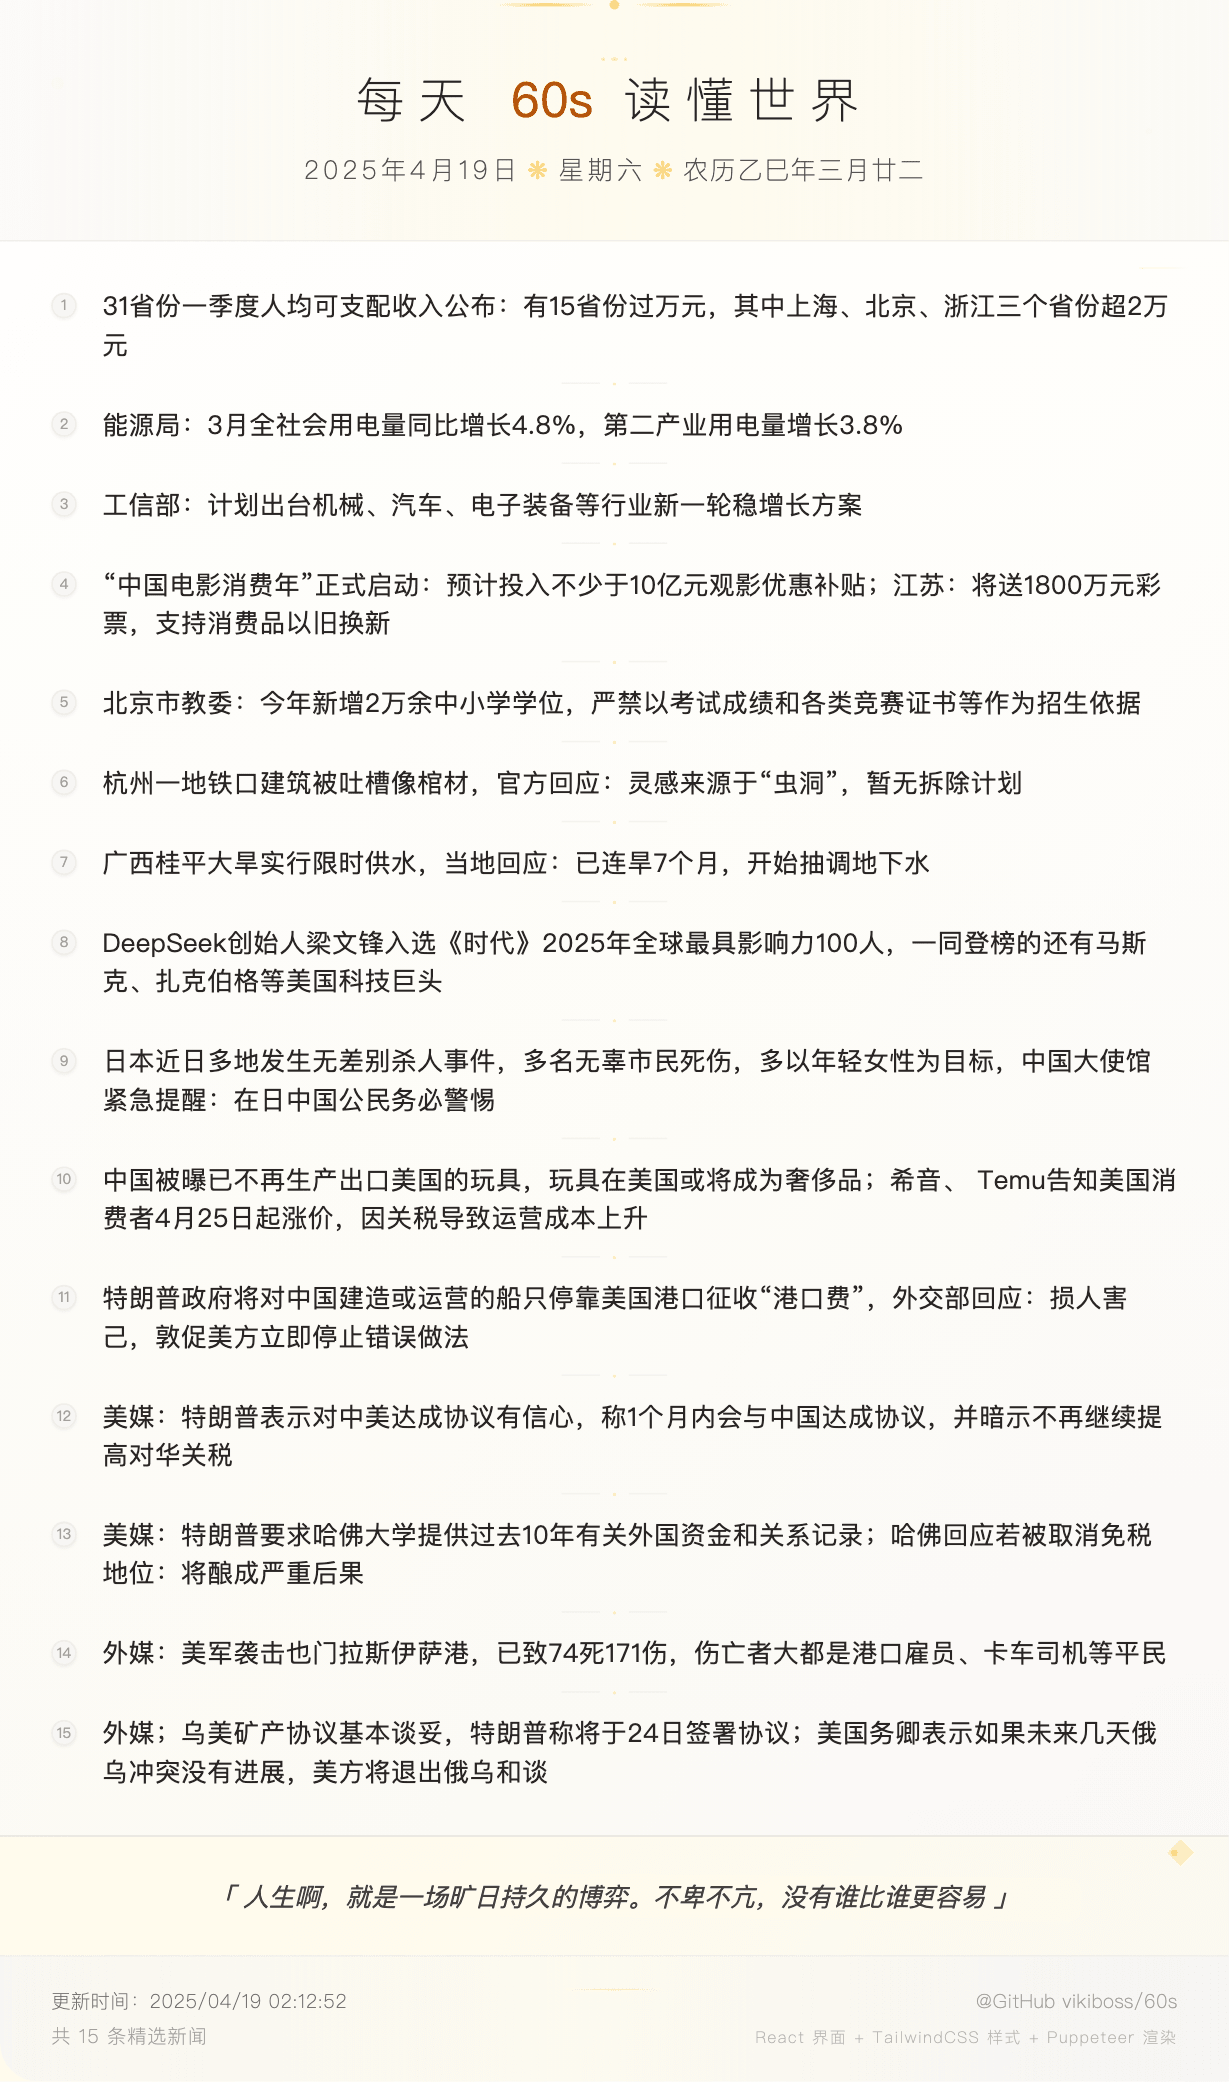 每天 60s 读懂世界
2025年4月19日 ❋ 星期六 ❋ 农历乙巳年三月廿二
1 31省份一季度人均可支配收入公布：有15省份过万元，其中上海、北京、浙江三个省份超2万
元
2 能源局：3月全社会用电量同比增长4.8%，第二产业用电量增长3.8%
3 工信部：计划出台机械、汽车、电子装备等行业新一轮稳增长方案
4 “中国电影消费年”正式启动：预计投入不少于10亿元观影优惠补贴；江苏：将送1800万元彩
票，支持消费品以旧换新
5 北京市教委：今年新增2万余中小学学位，严禁以考试成绩和各类竞赛证书等作为招生依据
6 杭州一地铁口建筑被吐槽像棺材，官方回应：灵感来源于“虫洞”，暂无拆除计划
7 广西桂平大旱实行限时供水，当地回应：已连旱7个月，开始抽调地下水
8 DeepSeek创始人梁文锋入选《时代》2025年全球最具影响力100人，一同登榜的还有马斯
克、扎克伯格等美国科技巨头
9 日本近日多地发生无差别杀人事件，多名无辜市民死伤，多以年轻女性为目标，中国大使馆
紧急提醒：在日中国公民务必警惕
10 中国被曝已不再生产出口美国的玩具，玩具在美国或将成为奢侈品；希音、 Temu告知美国消
费者4月25日起涨价，因关税导致运营成本上升
11 特朗普政府将对中国建造或运营的船只停靠美国港口征收“港口费”，外交部回应：损人害
己，敦促美方立即停止错误做法
12 美媒：特朗普表示对中美达成协议有信心，称1个月内会与中国达成协议，并暗示不再继续提
高对华关税
13 美媒：特朗普要求哈佛大学提供过去10年有关外国资金和关系记录；哈佛回应若被取消免税
地位：将酿成严重后果
14 外媒：美军袭击也门拉斯伊萨港，已致74死171伤，伤亡者大都是港口雇员、卡车司机等平民
15 外媒；乌美矿产协议基本谈妥，特朗普称将于24日签署协议；美国务卿表示如果未来几天俄
乌冲突没有进展，美方将退出俄乌和谈
「 人生啊，就是一场旷日持久的博弈。不卑不亢，没有谁比谁更容易 」
更新时间：2025/04/19 02:12:52
@GitHub vikiboss/60s
共 15 条精选新闻
React 界面 + TailwindCSS 样式 + Puppeteer 渲染